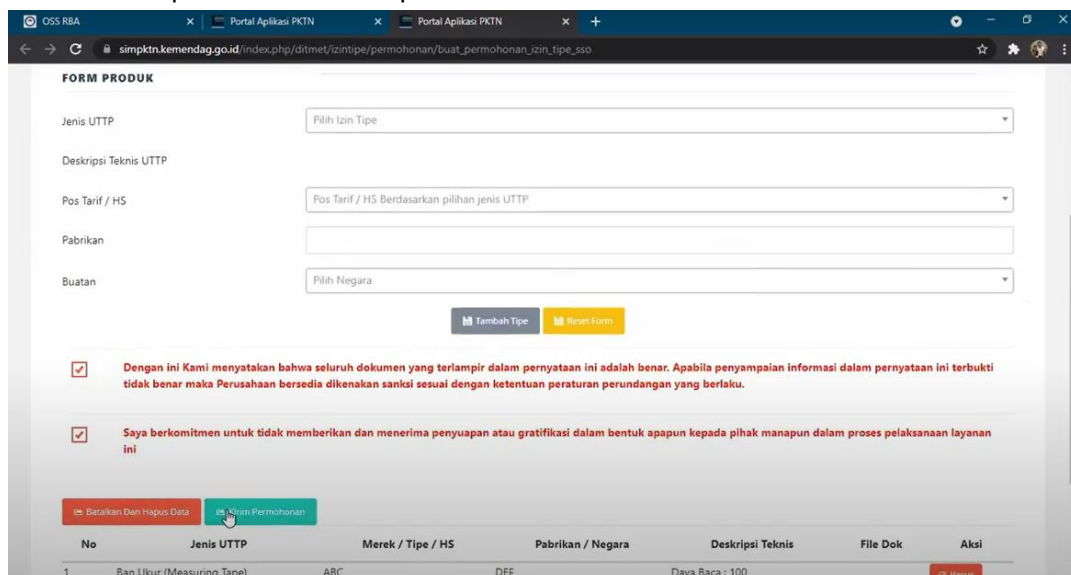 OSS RBA
Portal Aplikasi PKTN
Portal Aplikasi PKTN
simpktn.kemendag.go.id/index.php/ditmet/izintipe/permohonan/buat_permohonan_izin_tipe_sso
FORM PRODUK
Jenis UTTP
Pilih Izin Tipe
Deskripsi Teknis UTTP
Pos Tarif / HS
Pos Tarif / HS Berdasarkan pilihan jenis UTTP
Pabrikan
Buatan
Pilih Negara
Tambah Tipe
Reset Form
Dengan ini Kami menyatakan bahwa seluruh dokumen yang terlampir dalam pernyataan ini adalah benar. Apabila penyampaian informasi dalam pernyataan ini terbukti
tidak benar maka Perusahaan bersedia dikenakan sanksi sesuai dengan ketentuan peraturan perundangan yang berlaku.
Saya berkomitmen untuk tidak memberikan dan menerima penyuapan atau gratifikasi dalam bentuk apapun kepada pihak manapun dalam proses pelaksanaan layanan
ini
Batalkan Dan Hapus Data
Kirim Permohonan
No Jenis UTTP Merek / Tipe / HS Pabrikan / Negara Deskripsi Teknis File Dok Aksi
1 Ban Ukur (Measuring Tape) ABC DEF Daya Baca : 100 Hapus